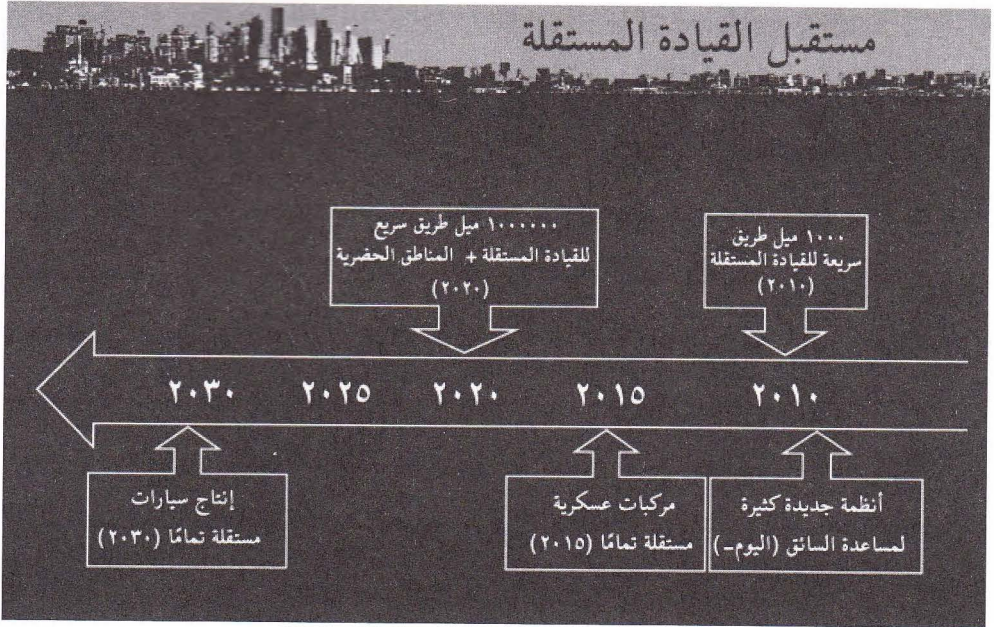 مستقبل القيادة المستقلة
١٠٠٠ ميل طريق
سريعة للقيادة المستقلة
(٢٠١٠)
١٠٠٠٠٠٠ ميل طريق سريع
للقيادة المستقلة + المناطق الحضرية
(٢٠٢٠)
٢٠١٠ ٢٠١٥ ٢٠٢٠ ٢٠٢٥ ٢٠٣٠
أنظمة جديدة كثيرة
لمساعدة السائق (اليوم-)
مركبات عسكرية
مستقلة تمامًا (٢٠١٥)
إنتاج سيارات
مستقلة تمامًا (٢٠٣٠)